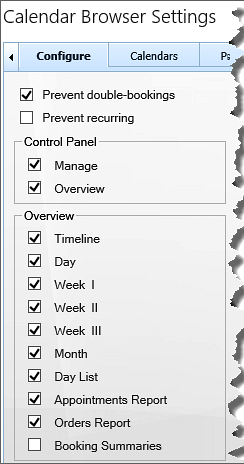 Calendar Browser Settings
Configure Calendars
Prevent double-bookings
Prevent recurring
Control Panel
Manage
Overview
Overview
Timeline
Day
Week I
Week II
Week III
Month
Day List
Appointments Report
Orders Report
Booking Summaries